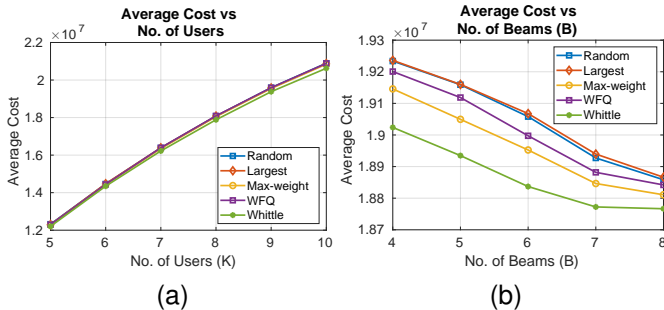 Average Cost vs
No. of Users
× 10^7
2.2
2
1.8
1.6
1.4
1.2
Average Cost
Random
Largest
Max-weight
WFQ
Whittle
5 6 7 8 9 10
No. of Users (K)
(a)
Average Cost vs
No. of Beams (B)
× 10^7
1.93
1.92
1.91
1.9
1.89
1.88
1.87
Average Cost
Random
Largest
Max-weight
WFQ
Whittle
4 5 6 7 8
No. of Beams (B)
(b)